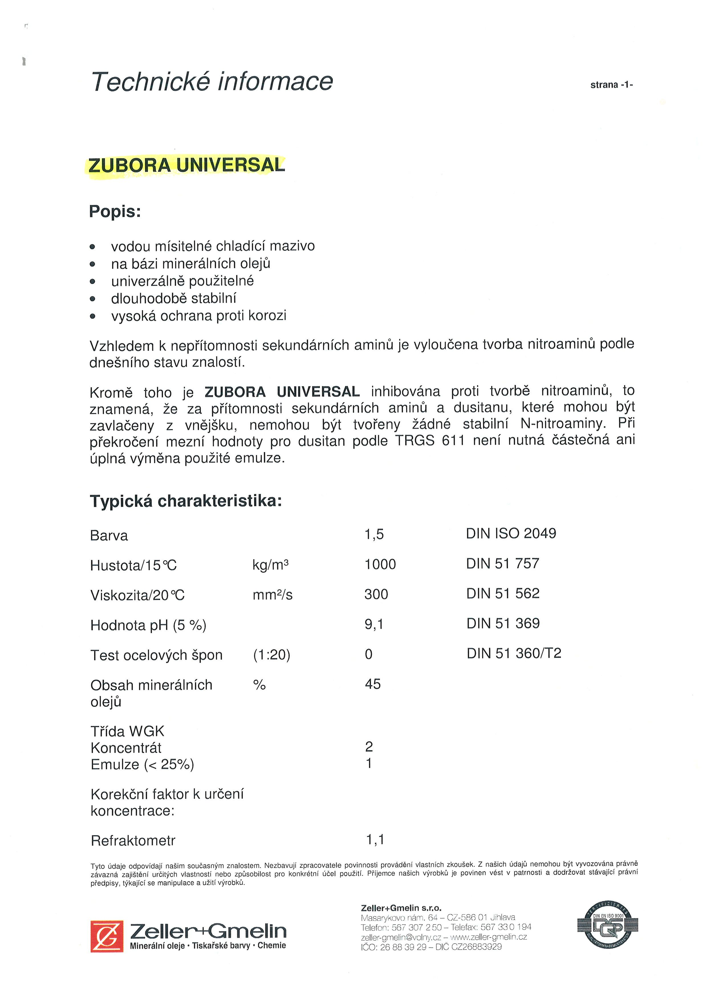 Technické informace
strana -1-
ZUBORA UNIVERSAL
Popis:
• vodou mísitelné chladící mazivo
• na bázi minerálních olejů
• univerzálně použitelné
• dlouhodobě stabilní
• vysoká ochrana proti korozi
Vzhledem k nepřítomnosti sekundárních aminů je vyloučena tvorba nitroaminů podle
dnešního stavu znalostí.
Kromě toho je ZUBORA UNIVERSAL inhibována proti tvorbě nitroaminů, to
znamená, že za přítomnosti sekundárních aminů a dusitanu, které mohou být
zavlačeny z vnějšku, nemohou být tvořeny žádné stabilní N-nitroaminy. Při
překročení mezní hodnoty pro dusitan podle TRGS 611 není nutná částečná ani
úplná výměna použité emulze.
Typická charakteristika:
Barva 1,5 DIN ISO 2049
Hustota/15°C kg/m³ 1000 DIN 51 757
Viskozita/20°C mm²/s 300 DIN 51 562
Hodnota pH (5 %) 9,1 DIN 51 369
Test ocelových špon (1:20) 0 DIN 51 360/T2
Obsah minerálních % 45
olejů
Třída WGK
Koncentrát 2
Emulze (< 25%) 1
Korekční faktor k určení
koncentrace:
Refraktometr 1,1
Tyto údaje odpovídají našim současným znalostem. Nezbavují zpracovatele povinnosti provádění vlastních zkoušek. Z našich údajů nemohou být vyvozována právně
závazná zajištění určitých vlastností nebo způsobilost pro konkrétní účel použití. Příjemce našich výrobků je povinen vést v patrnosti a dodržovat stávající právní
předpisy, týkající se manipulace a užití výrobků.
Zeller+Gmelin
Minerální oleje • Tiskařské barvy • Chemie
Zeller+Gmelin s.r.o.
Masarykovo nám. 64 – CZ-586 01 Jihlava
Telefon: 567 307 250 – Telefax: 567 330 194
zeller-gmelin@volny.cz – www.zeller-gmelin.cz
IČO: 26 88 39 29 – DIČ CZ26883929
ZERTIFIZIERTES
DIN EN ISO 9001
DQS
QUALITÄTSMANAGEMENTSYSTEM